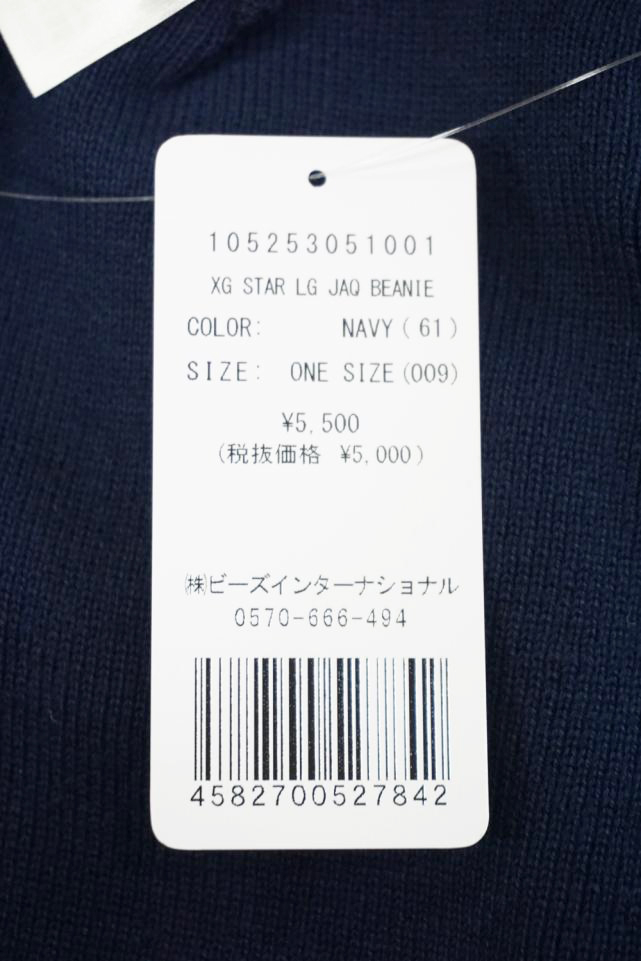 105253051001
XG STAR LG JAQ BEANIE
COLOR: NAVY(61)
SIZE: ONE SIZE(009)
¥5,500
(税抜価格 ¥5,000)
㈱ビーズインターナショナル
0570-666-494
4582700527842